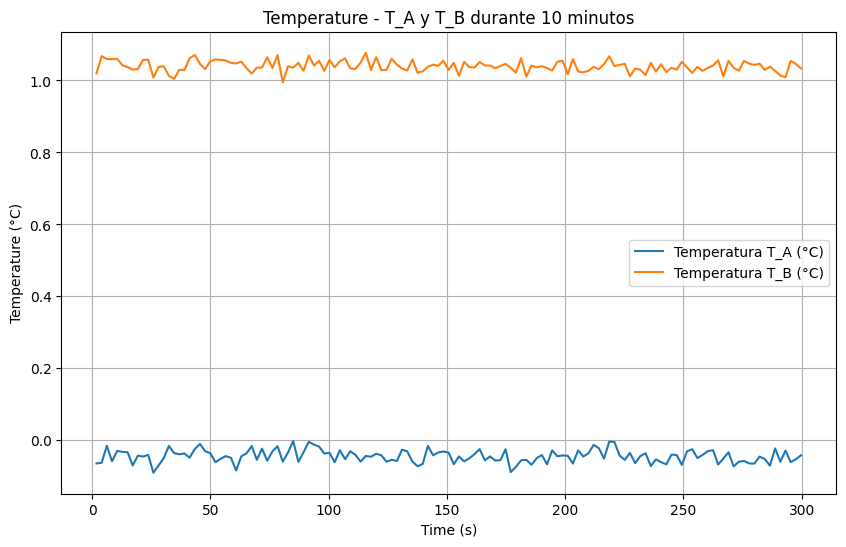 Temperature - T_A y T_B durante 10 minutos
Temperature (°C)
1.0
0.8
0.6
0.4
0.2
0.0
Temperatura T_A (°C)
Temperatura T_B (°C)
0 50 100 150 200 250 300
Time (s)